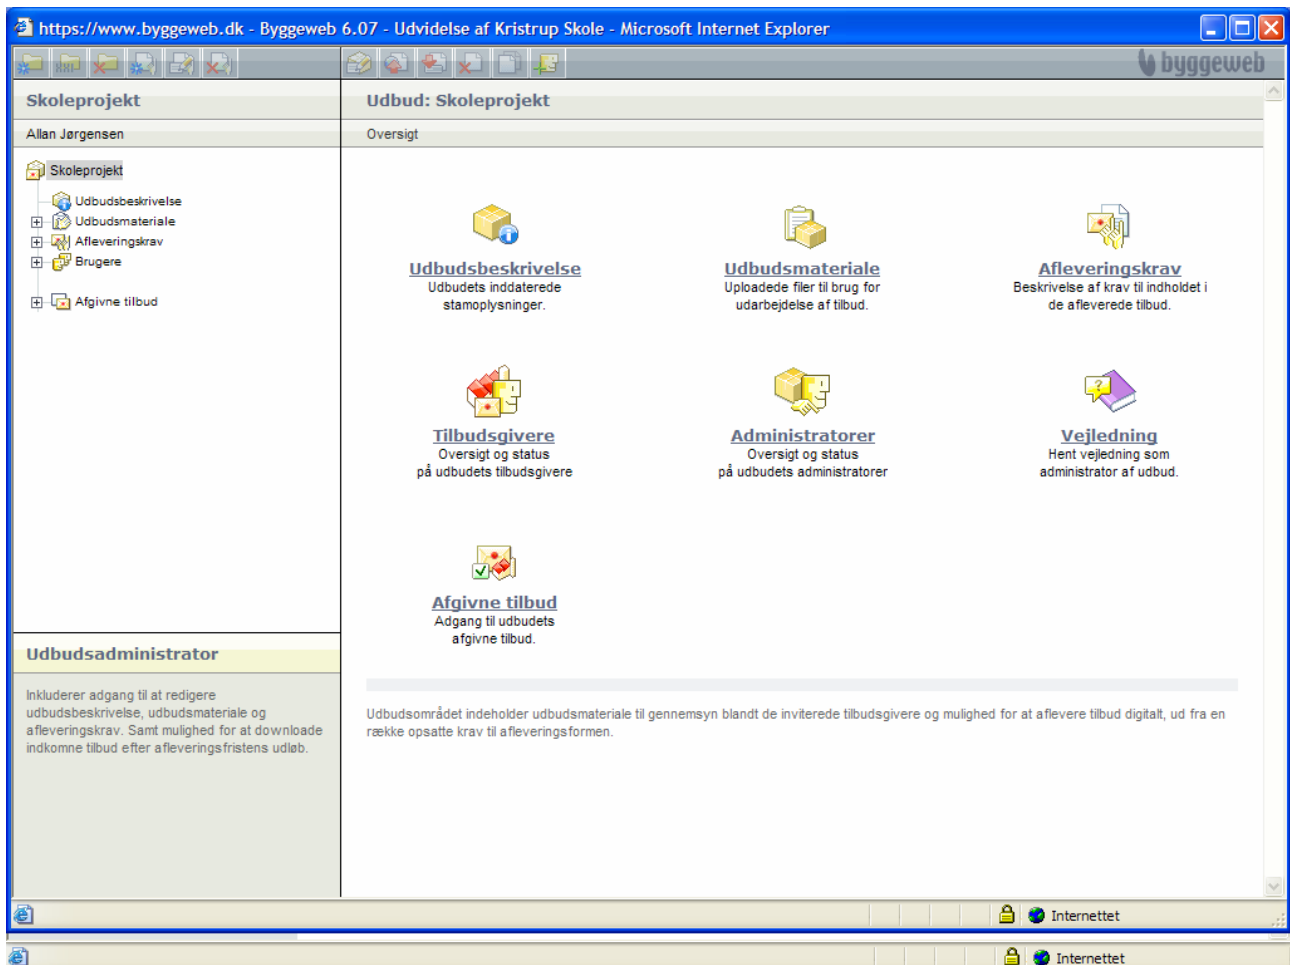 https://www.byggeweb.dk - Byggeweb 6.07 - Udvidelse af Kristrup Skole - Microsoft Internet Explorer
byggeweb
Skoleprojekt
Allan Jørgensen
Skoleprojekt
Udbudsbeskrivelse
Udbudsmateriale
Afleveringskrav
Brugere
Afgivne tilbud
Udbudsadministrator
Inkluderer adgang til at redigere
udbudsbeskrivelse, udbudsmateriale og
afleveringskrav. Samt mulighed for at downloade
indkomne tilbud efter afleveringsfristens udløb.
Udbud: Skoleprojekt
Oversigt
Udbudsbeskrivelse
Udbudets inddaterede
stamoplysninger.
Udbudsmateriale
Uploadede filer til brug for
udarbejdelse af tilbud.
Afleveringskrav
Beskrivelse af krav til indholdet i
de afleverede tilbud.
Tilbudsgivere
Oversigt og status
på udbudets tilbudsgivere
Administratorer
Oversigt og status
på udbudets administratorer
Vejledning
Hent vejledning som
administrator af udbud.
Afgivne tilbud
Adgang til udbudets
afgivne tilbud.
Udbudsområdet indeholder udbudsmateriale til gennemsyn blandt de inviterede tilbudsgivere og mulighed for at aflevere tilbud digitalt, ud fra en
række opsatte krav til afleveringsformen.
Internettet
Internettet